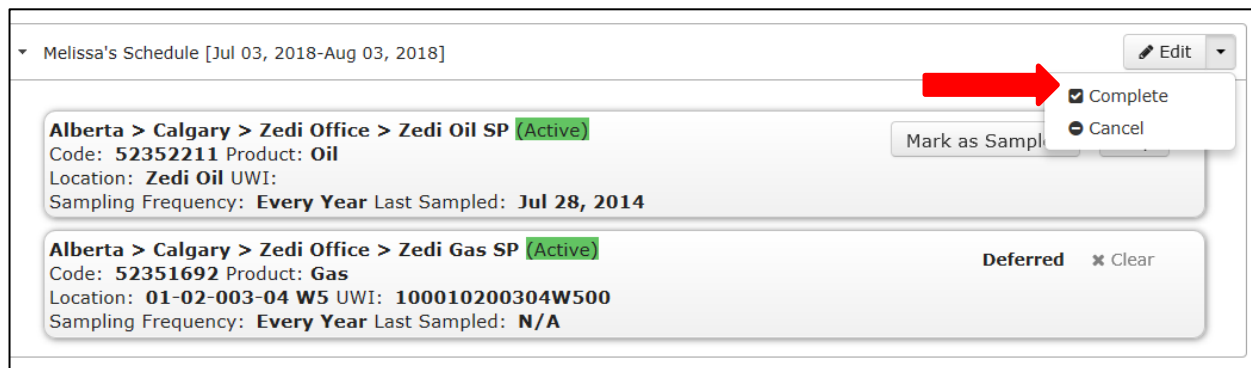 Melissa's Schedule [Jul 03, 2018-Aug 03, 2018]
Edit
Complete
Cancel
Alberta > Calgary > Zedi Office > Zedi Oil SP (Active)
Mark as
Code: 52352211 Product: Oil
Location: Zedi Oil UWI:
Sampling Frequency: Every Year Last Sampled: Jul 28, 2014
Alberta > Calgary > Zedi Office > Zedi Gas SP (Active)
Deferred Clear
Code: 52351692 Product: Gas
Location: 01-02-003-04 W5 UWI: 100010200304W500
Sampling Frequency: Every Year Last Sampled: N/A